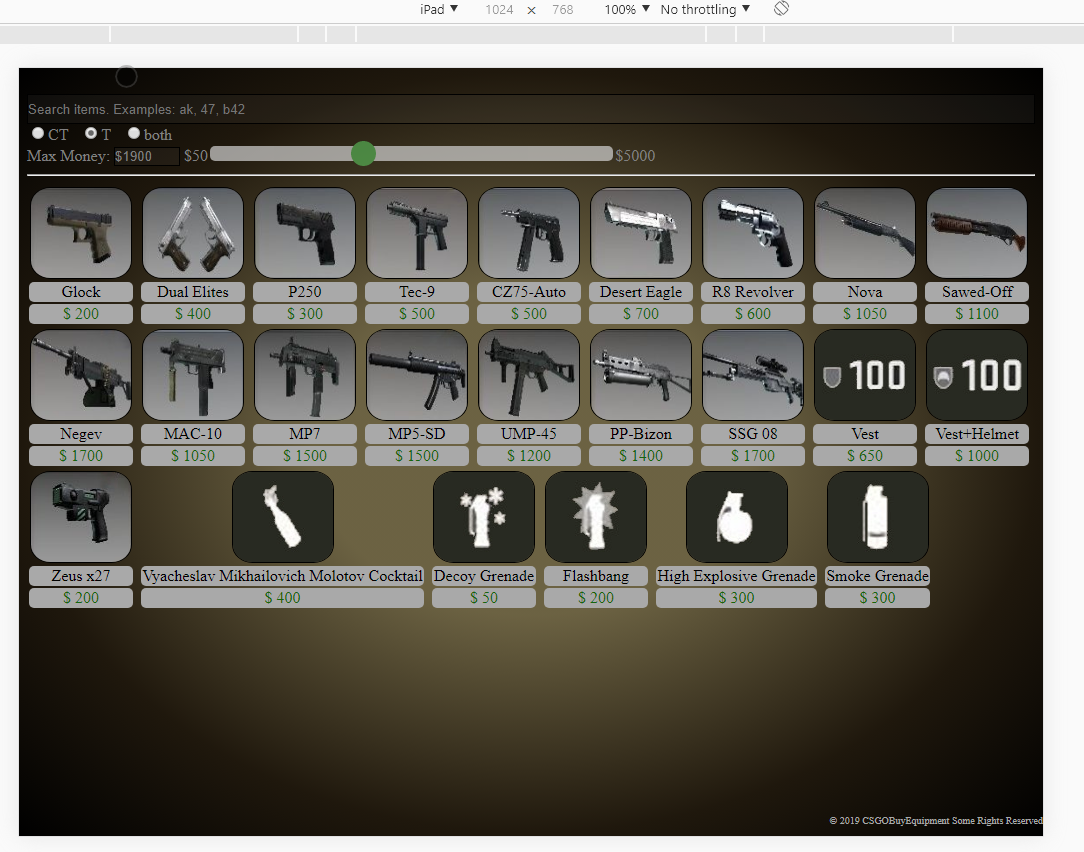 iPad ▼ 1024 × 768 100% ▼ No throttling ▼
Search items. Examples: ak, 47, b42
CT T both
Max Money: $1900 $50 $5000
Glock Dual Elites P250 Tec-9 CZ75-Auto Desert Eagle R8 Revolver Nova Sawed-Off
$ 200 $ 400 $ 300 $ 500 $ 500 $ 700 $ 600 $ 1050 $ 1100
100 100
Negev MAC-10 MP7 MP5-SD UMP-45 PP-Bizon SSG 08 Vest Vest+Helmet
$ 1700 $ 1050 $ 1500 $ 1500 $ 1200 $ 1400 $ 1700 $ 650 $ 1000
Zeus x27 Vyacheslav Mikhailovich Molotov Cocktail Decoy Grenade Flashbang High Explosive Grenade Smoke Grenade
$ 200 $ 400 $ 50 $ 200 $ 300 $ 300
© 2019 CSGOBuyEquipment Some Rights Reserved